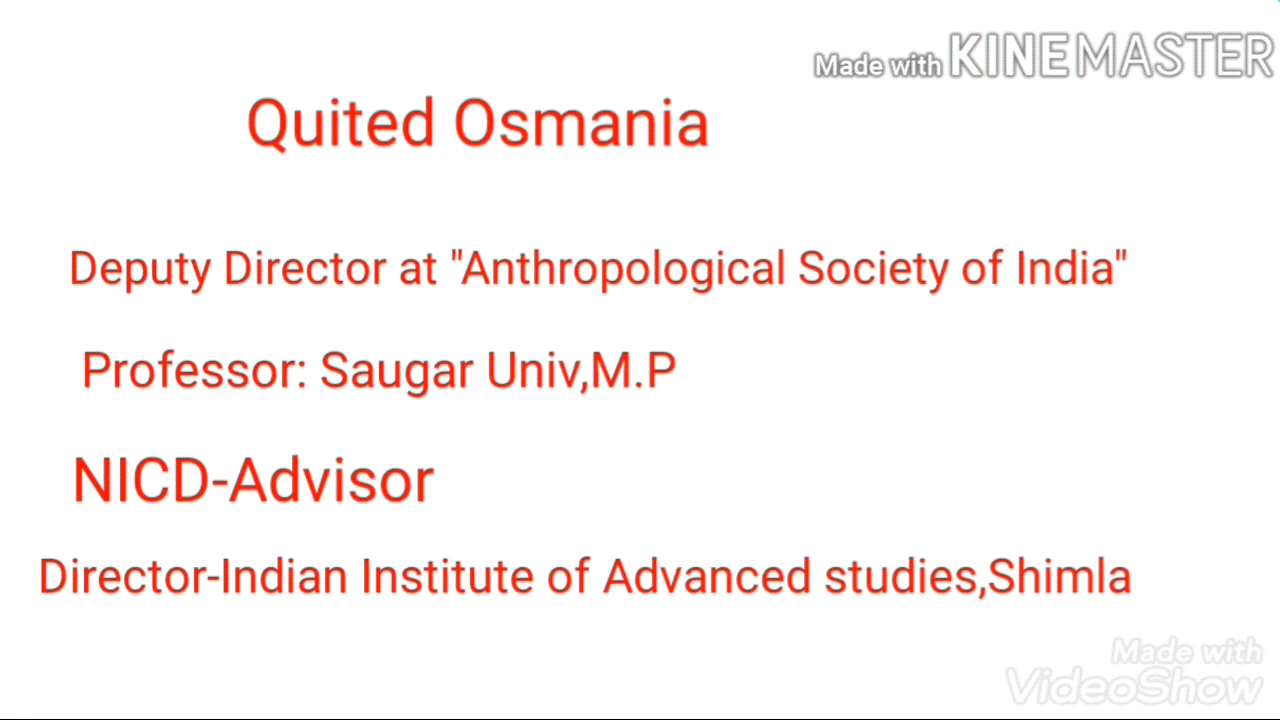 Made with KINEMASTER
Quited Osmania
Deputy Director at "Anthropological Society of India"
Professor: Saugar Univ,M.P
NICD-Advisor
Director-Indian Institute of Advanced studies,Shimla
Made with
VideoShow